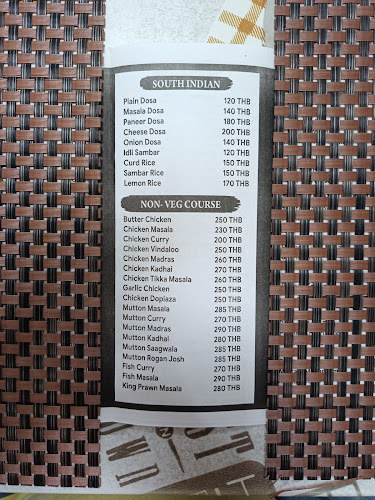 SOUTH INDIAN
Plain Dosa 120 THB
Masala Dosa 140 THB
Paneer Dosa 180 THB
Cheese Dosa 200 THB
Onion Dosa 140 THB
Idli Sambar 120 THB
Curd Rice 150 THB
Sambar Rice 150 THB
Lemon Rice 170 THB
NON- VEG COURSE
Butter Chicken 250 THB
Chicken Masala 230 THB
Chicken Curry 200 THB
Chicken Vindaloo 250 THB
Chicken Madras 260 THB
Chicken Kadhai 270 THB
Chicken Tikka Masala 260 THB
Garlic Chicken 250 THB
Chicken Dopiaza 250 THB
Mutton Masala 285 THB
Mutton Curry 270 THB
Mutton Madras 290 THB
Mutton Kadhai 280 THB
Mutton Saagwala 285 THB
Mutton Rogan Josh 285 THB
Fish Curry 270 THB
Fish Masala 290 THB
King Prawn Masala 280 THB